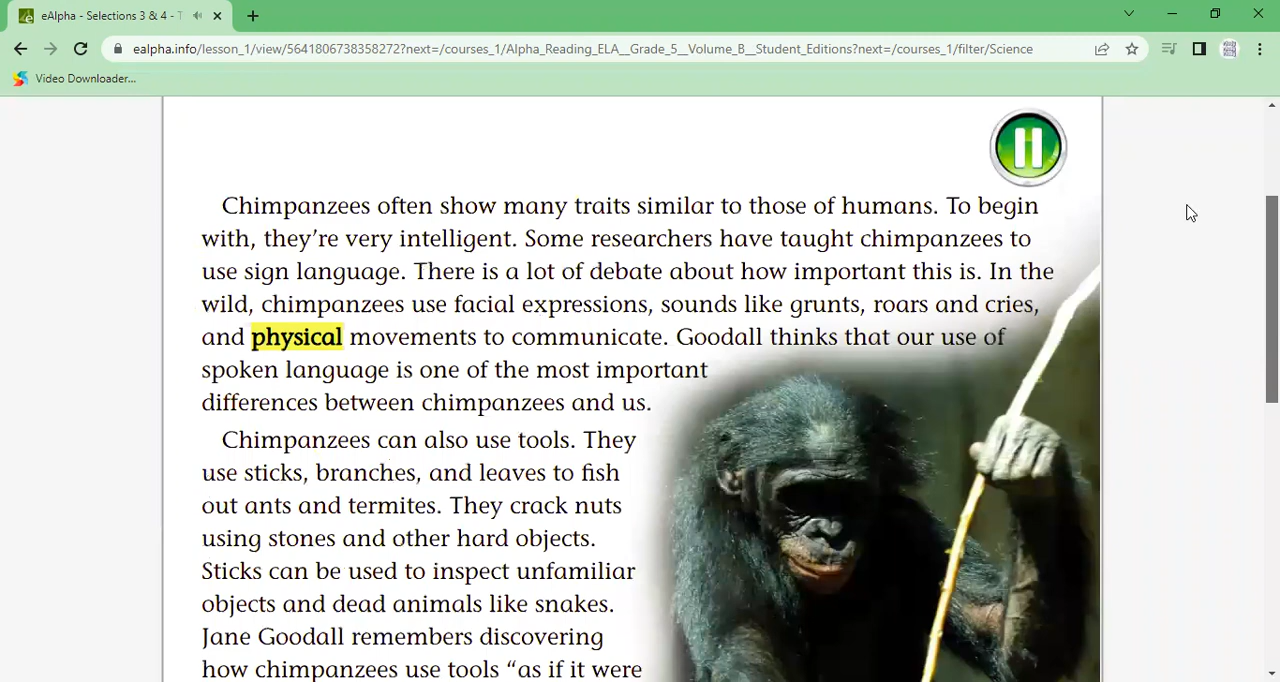 eAlpha - Selections 3 & 4 - T
ealpha.info/lesson_1/view/5641806738358272?next=/courses_1/Alpha_Reading_ELA__Grade_5__Volume_B__Student_Editions?next=/courses_1/filter/Science
Video Downloader...
Chimpanzees often show many traits similar to those of humans. To begin
with, they're very intelligent. Some researchers have taught chimpanzees to
use sign language. There is a lot of debate about how important this is. In the
wild, chimpanzees use facial expressions, sounds like grunts, roars and cries,
and physical movements to communicate. Goodall thinks that our use of
spoken language is one of the most important
differences between chimpanzees and us.
Chimpanzees can also use tools. They
use sticks, branches, and leaves to fish
out ants and termites. They crack nuts
using stones and other hard objects.
Sticks can be used to inspect unfamiliar
objects and dead animals like snakes.
Jane Goodall remembers discovering
how chimpanzees use tools “as if it were